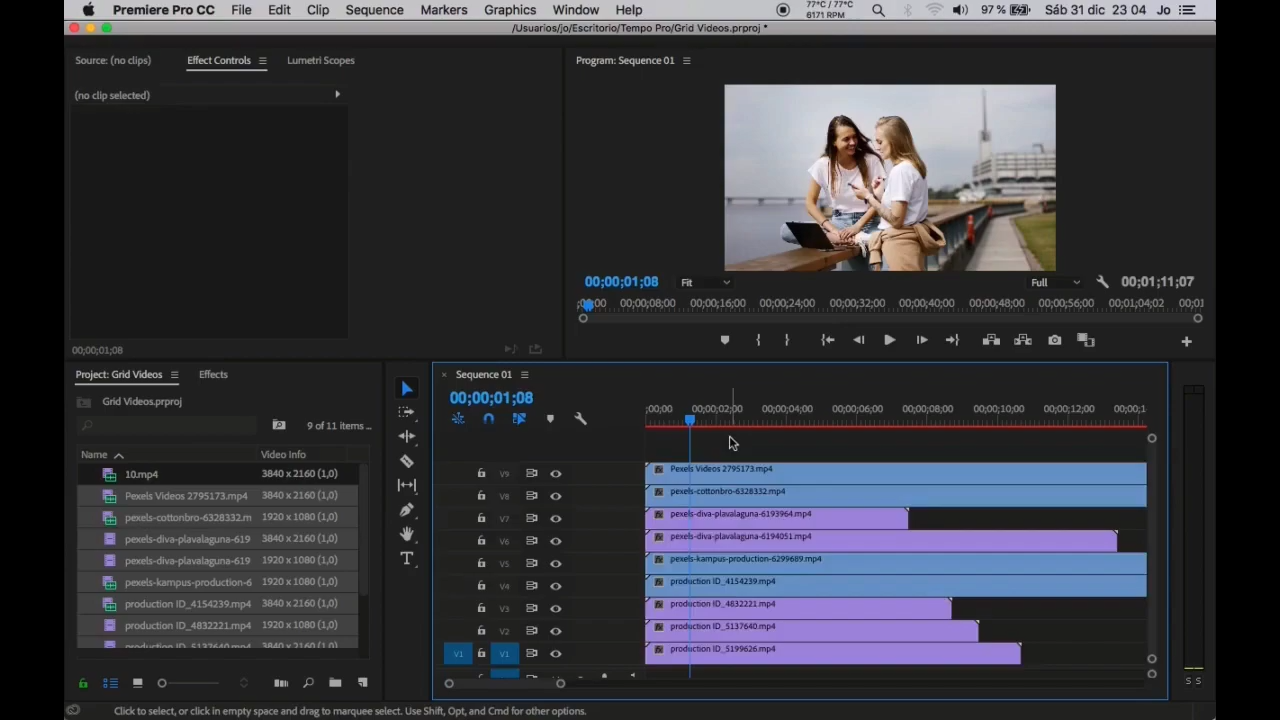 Premiere Pro CC File Edit Clip Sequence Markers Graphics Window Help 77°C / 77°C 6171 RPM 97 % Sáb 31 dic 23 04 Jo
/Usuarios/jo/Escritorio/Tempo Pro/Grid Videos.prproj *
Source: (no clips) Effect Controls Lumetri Scopes
(no clip selected)
00;00;01;08
Program: Sequence 01
00;00;01;08 Fit Full 00;01;11;07
;00;00 00;00;08;00 00;00;16;00 00;00;24;00 00;00;32;00 00;00;40;00 00;00;48;00 00;00;56;00 00;01;04;02 00;01
Project: Grid Videos Effects
Grid Videos.prproj
9 of 11 items ...
Name Video Info
10.mp4 3840 x 2160 (1,0)
Pexels Videos 2795173.mp4 3840 x 2160 (1,0)
pexels-cottonbro-6328332.m 1920 x 1080 (1,0)
pexels-diva-plavalaguna-619 3840 x 2160 (1,0)
pexels-diva-plavalaguna-619 1920 x 1080 (1,0)
pexels-kampus-production-6 1920 x 1080 (1,0)
production ID_4154239.mp4 3840 x 2160 (1,0)
production ID_4832221.mp4 1920 x 1080 (1,0)
production ID_5137640.mp4 3840 x 2160 (1,0)
T
Sequence 01
00;00;01;08
;00;00 00;00;02;00 00;00;04;00 00;00;06;00 00;00;08;00 00;00;10;00 00;00;12;00 00;00;1
V9 Pexels Videos 2795173.mp4
V8 pexels-cottonbro-6328332.mp4
V7 pexels-diva-plavalaguna-6193964.mp4
V6 pexels-diva-plavalaguna-6194051.mp4
V5 pexels-kampus-production-6299689.mp4
V4 production ID_4154239.mp4
V3 production ID_4832221.mp4
V2 production ID_5137640.mp4
V1 V1 production ID_5199626.mp4
S S
Click to select, or click in empty space and drag to marquee select. Use Shift, Opt, and Cmd for other options.